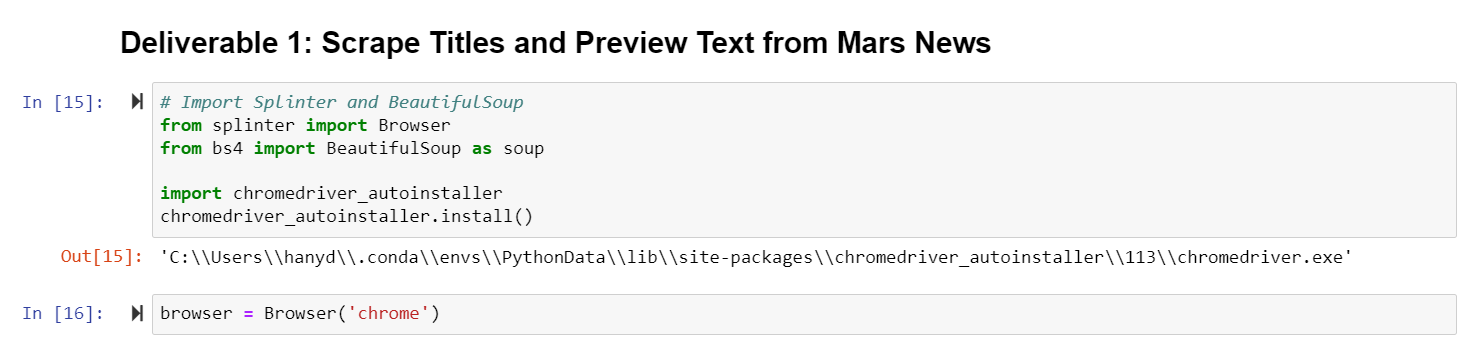 Deliverable 1: Scrape Titles and Preview Text from Mars News
In [15]:
# Import Splinter and BeautifulSoup
from splinter import Browser
from bs4 import BeautifulSoup as soup
import chromedriver_autoinstaller
chromedriver_autoinstaller.install()
Out[15]: 'C:\\Users\\hanyd\\.conda\\envs\\PythonData\\lib\\site-packages\\chromedriver_autoinstaller\\113\\chromedriver.exe'
In [16]: browser = Browser('chrome')